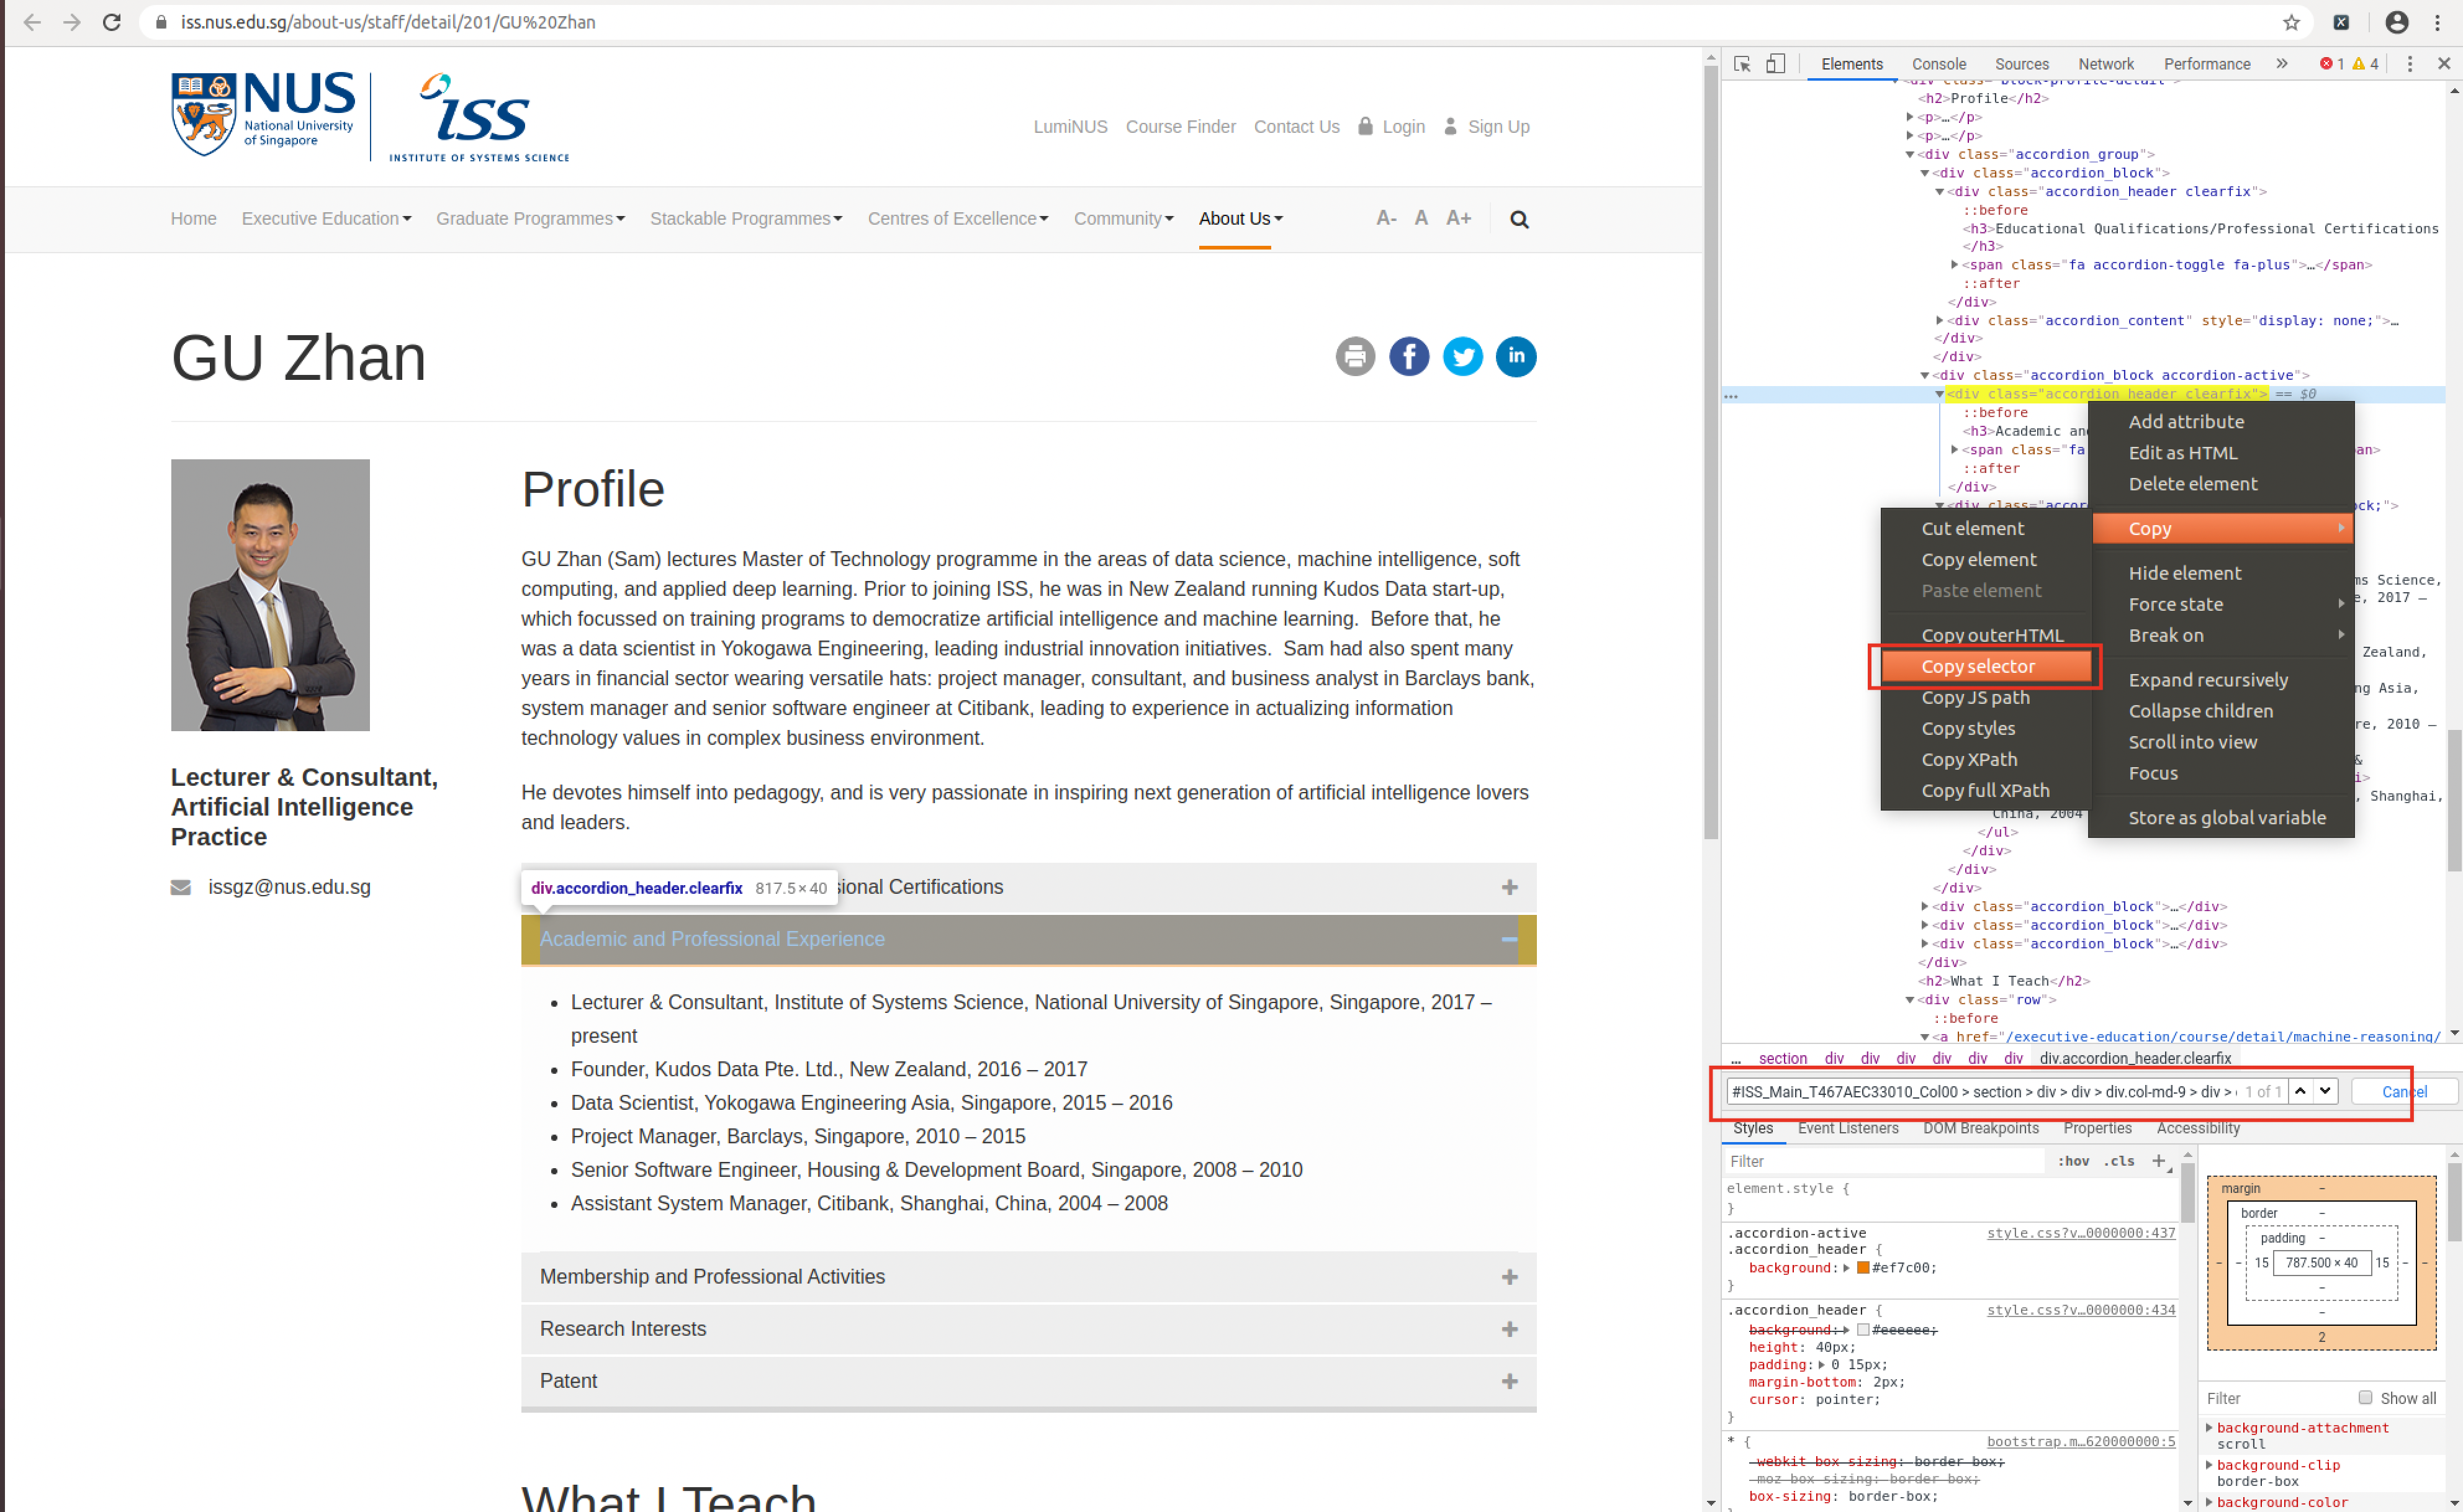 iss.nus.edu.sg/about-us/staff/detail/201/GU%20Zhan
NUS
National University
of Singapore
iss
INSTITUTE OF SYSTEMS SCIENCE
LumiNUS Course Finder Contact Us Login Sign Up
Home Executive Education Graduate Programmes Stackable Programmes Centres of Excellence Community About Us A- A A+
GU Zhan
f
in
Lecturer & Consultant,
Artificial Intelligence
Practice
issgz@nus.edu.sg
Profile
GU Zhan (Sam) lectures Master of Technology programme in the areas of data science, machine intelligence, soft
computing, and applied deep learning. Prior to joining ISS, he was in New Zealand running Kudos Data start-up,
which focussed on training programs to democratize artificial intelligence and machine learning.  Before that, he
was a data scientist in Yokogawa Engineering, leading industrial innovation initiatives.  Sam had also spent many
years in financial sector wearing versatile hats: project manager, consultant, and business analyst in Barclays bank,
system manager and senior software engineer at Citibank, leading to experience in actualizing information
technology values in complex business environment.
He devotes himself into pedagogy, and is very passionate in inspiring next generation of artificial intelligence lovers
and leaders.
div.accordion_header.clearfix 817.5×40 sional Certifications +
Academic and Professional Experience −
• Lecturer & Consultant, Institute of Systems Science, National University of Singapore, Singapore, 2017 –
present
• Founder, Kudos Data Pte. Ltd., New Zealand, 2016 – 2017
• Data Scientist, Yokogawa Engineering Asia, Singapore, 2015 – 2016
• Project Manager, Barclays, Singapore, 2010 – 2015
• Senior Software Engineer, Housing & Development Board, Singapore, 2008 – 2010
• Assistant System Manager, Citibank, Shanghai, China, 2004 – 2008
Membership and Professional Activities +
Research Interests +
Patent +
What I Teach
Elements Console Sources Network Performance » 1 4
<div class="block-profile-detail">
<h2>Profile</h2>
<p>…</p>
<p>…</p>
<div class="accordion_group">
<div class="accordion_block">
<div class="accordion_header clearfix">
::before
<h3>Educational Qualifications/Professional Certifications
</h3>
<span class="fa accordion-toggle fa-plus">…</span>
::after
</div>
<div class="accordion_content" style="display: none;">…
</div>
</div>
<div class="accordion_block accordion-active">
<div class="accordion_header clearfix"> == $0
::before
<h3>Academic an
<span class="fa an>
::after
</div>
<div class="accor ck;">
ms Science,
e, 2017 –
Zealand,
ng Asia,
re, 2010 –
&
i>
, Shanghai,
China, 2004
</ul>
</div>
</div>
</div>
<div class="accordion_block">…</div>
<div class="accordion_block">…</div>
<div class="accordion_block">…</div>
</div>
<h2>What I Teach</h2>
<div class="row">
::before
<a href="/executive-education/course/detail/machine-reasoning/
Add attribute
Edit as HTML
Delete element
Copy
Hide element
Force state
Break on
Expand recursively
Collapse children
Scroll into view
Focus
Store as global variable
Cut element
Copy element
Paste element
Copy outerHTML
Copy selector
Copy JS path
Copy styles
Copy XPath
Copy full XPath
... section div div div div div div div.accordion_header.clearfix
#ISS_Main_T467AEC33010_Col00 > section > div > div > div.col-md-9 > div > 1 of 1 Cancel
Styles Event Listeners DOM Breakpoints Properties Accessibility
Filter :hov .cls +
element.style {
}
.accordion-active style.css?v…0000000:437
.accordion_header {
background: #ef7c00;
}
.accordion_header { style.css?v…0000000:434
background: #eeeeee;
height: 40px;
padding: 0 15px;
margin-bottom: 2px;
cursor: pointer;
}
* { bootstrap.m…620000000:5
-webkit-box-sizing: border-box;
-moz-box-sizing: border-box;
box-sizing: border-box;
margin –
border –
padding –
– – 15 787.500 × 40 15 – –
–
–
2
Filter Show all
background-attachment
scroll
background-clip
border-box
background-color